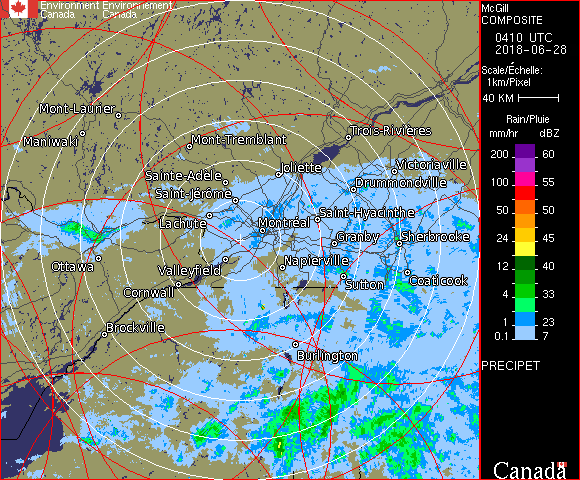 Environment Environnement
Canada Canada
McGill
COMPOSITE
0410 UTC
2018-06-28
Scale/Échelle:
1km/Pixel
40 KM
Rain/Pluie
mm/hr dBZ
200 60
100 55
50 50
24 45
12 40
4 33
1 23
0.1 7
PRECIPET
Canada
Mont-Laurier
Maniwaki
Mont-Tremblant
Trois-Rivières
Sainte-Adèle
Joliette
Victoriaville
Saint-Jérôme
Drummondville
Lachute
Montréal
Saint-Hyacinthe
Granby
Sherbrooke
Ottawa
Valleyfield
Napierville
Cornwall
Sutton
Coaticook
Brockville
Burlington